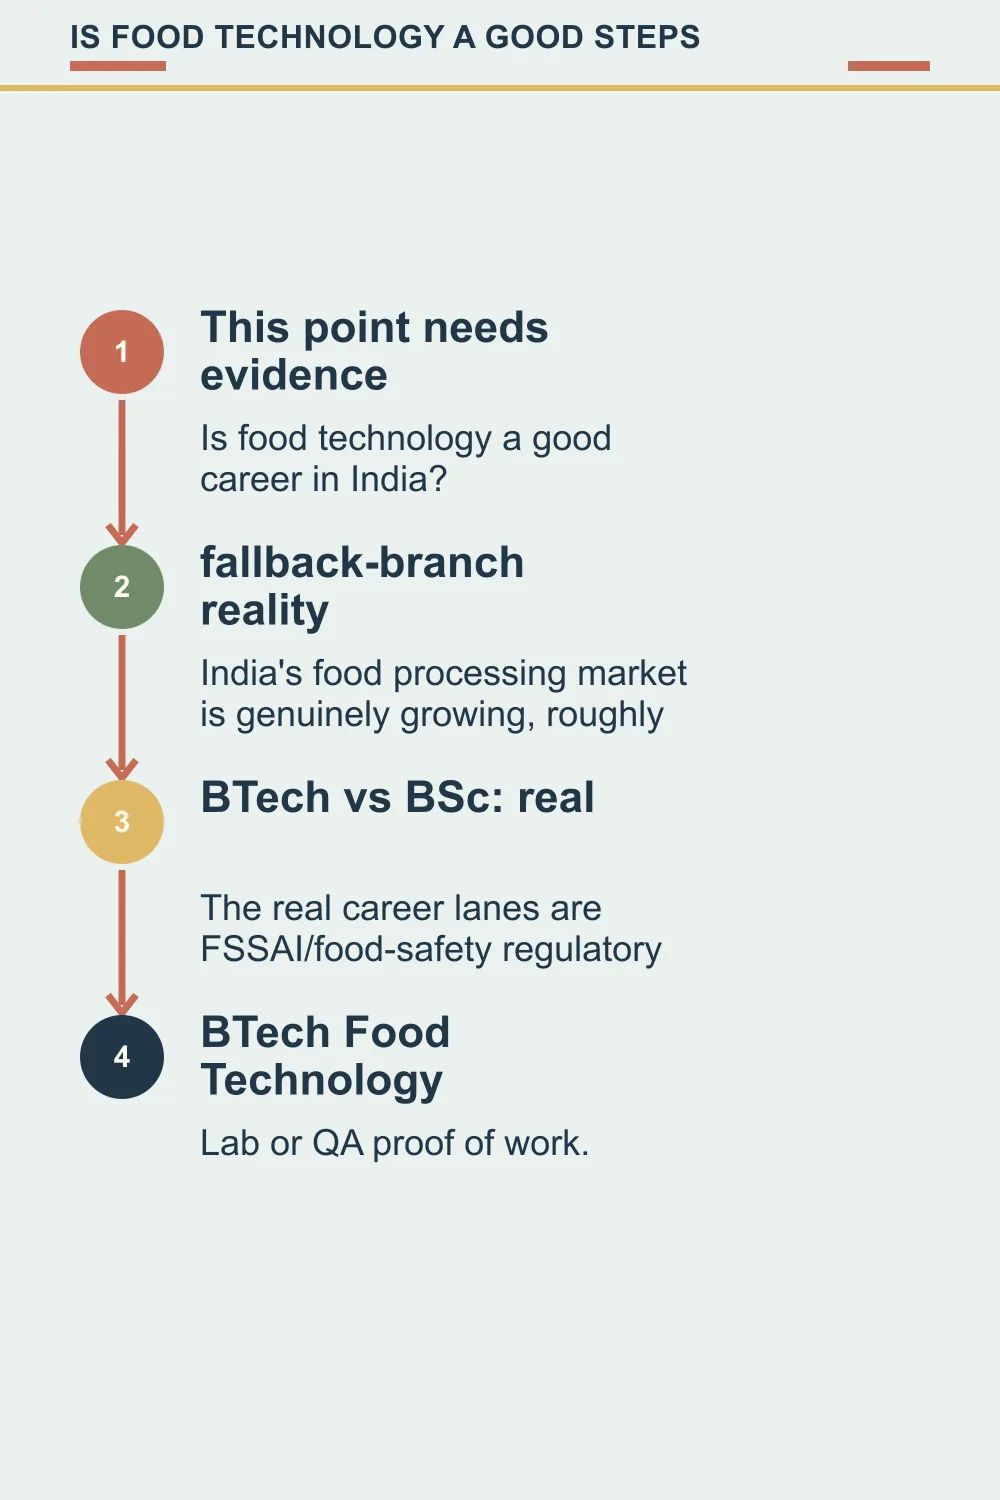 IS FOOD TECHNOLOGY A GOOD STEPS
1
This point needs
evidence
Is food technology a good
career in India?
2
fallback-branch
reality
India's food processing market
is genuinely growing, roughly
3
BTech vs BSc: real
The real career lanes are
FSSAI/food-safety regulatory
4
BTech Food
Technology
Lab or QA proof of work.